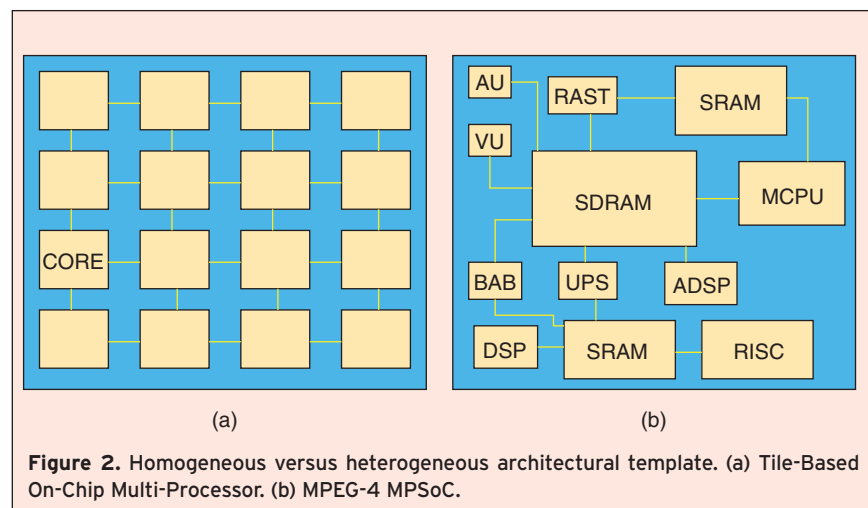 CORE
(a)
AU
RAST
SRAM
VU
SDRAM
MCPU
BAB
UPS
ADSP
DSP
SRAM
RISC
(b)
Figure 2. Homogeneous versus heterogeneous architectural template. (a) Tile-Based
On-Chip Multi-Processor. (b) MPEG-4 MPSoC.